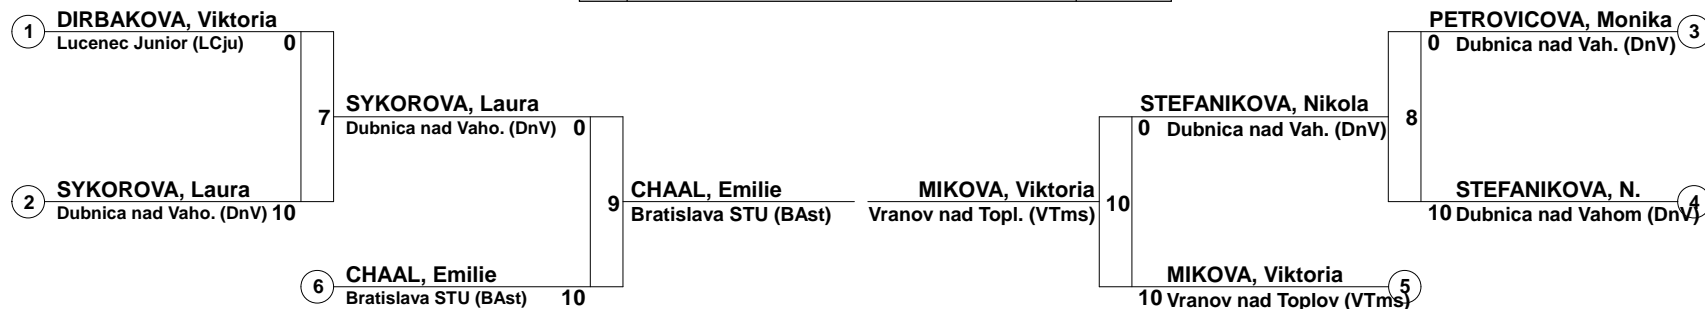 1 DIRBAKOVA, Viktoria
Lucenec Junior (LCju) 0
7
2 SYKOROVA, Laura
Dubnica nad Vaho. (DnV) 10
SYKOROVA, Laura
Dubnica nad Vaho. (DnV) 0
9
6 CHAAL, Emilie
Bratislava STU (BAst) 10
CHAAL, Emilie
Bratislava STU (BAst)
MIKOVA, Viktoria
Vranov nad Topl. (VTms)
10
STEFANIKOVA, Nikola
0 Dubnica nad Vah. (DnV)
MIKOVA, Viktoria 5
10 Vranov nad Toplov (VTms)
8
PETROVICOVA, Monika 3
0 Dubnica nad Vah. (DnV)
STEFANIKOVA, N. 4
10 Dubnica nad Vahom (DnV)